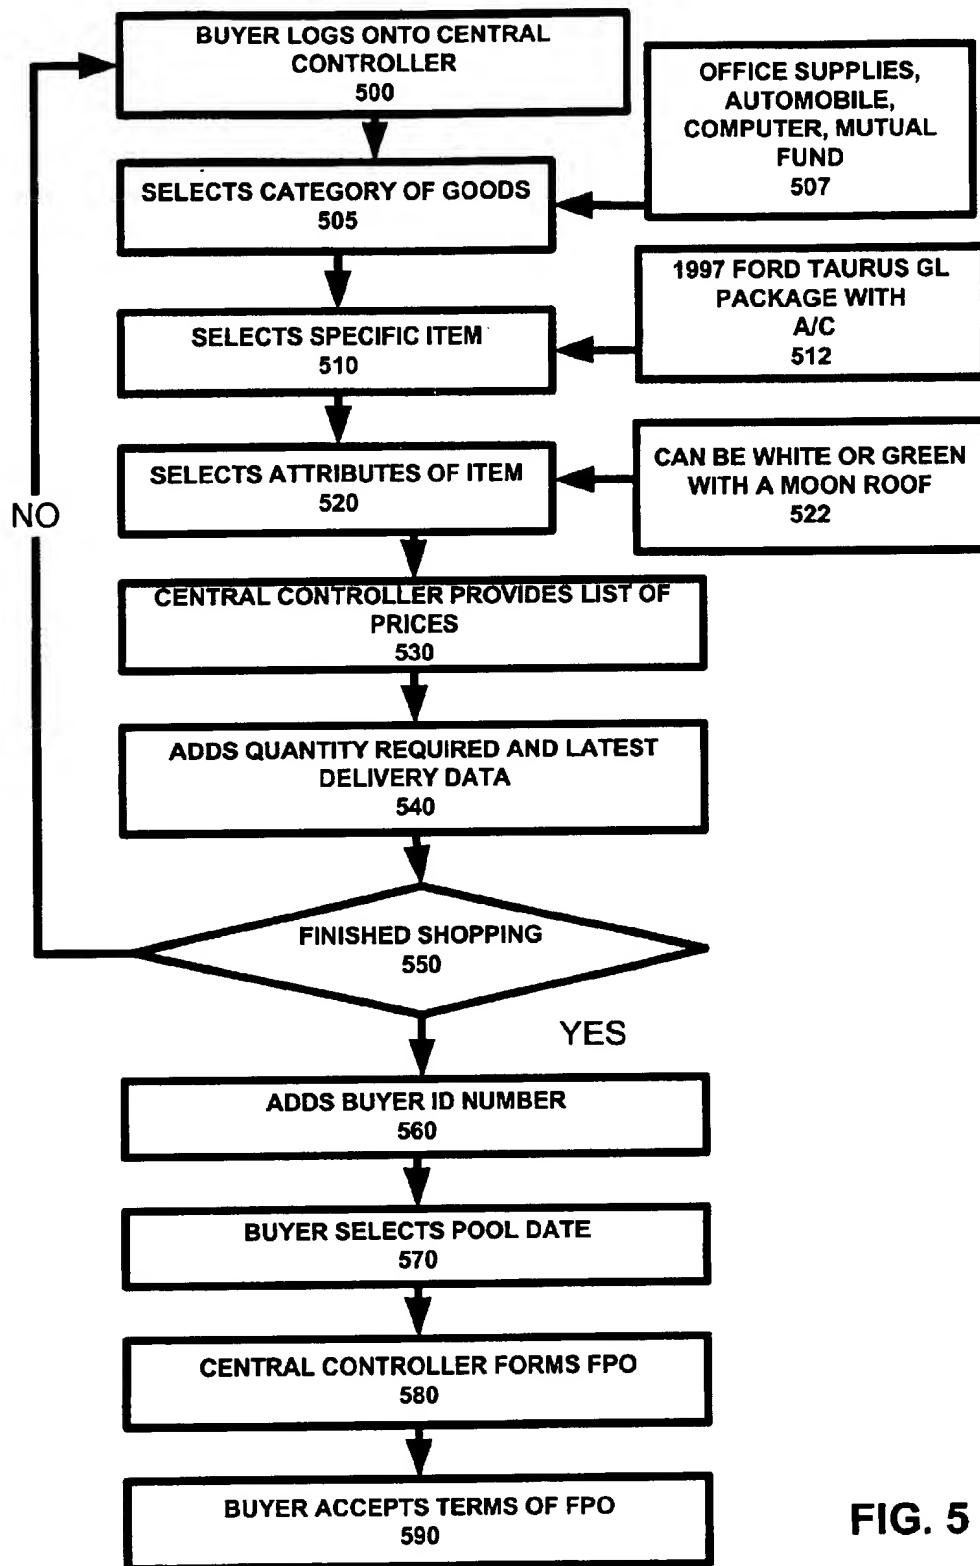 BUYER LOGS ONTO CENTRAL
CONTROLLER
500
OFFICE SUPPLIES,
AUTOMOBILE,
COMPUTER, MUTUAL
FUND
507
SELECTS CATEGORY OF GOODS
505
1997 FORD TAURUS GL
PACKAGE WITH
A/C
512
SELECTS SPECIFIC ITEM
510
CAN BE WHITE OR GREEN
WITH A MOON ROOF
522
SELECTS ATTRIBUTES OF ITEM
520
NO
CENTRAL CONTROLLER PROVIDES LIST OF
PRICES
530
ADDS QUANTITY REQUIRED AND LATEST
DELIVERY DATA
540
FINISHED SHOPPING
550
YES
ADDS BUYER ID NUMBER
560
BUYER SELECTS POOL DATE
570
CENTRAL CONTROLLER FORMS FPO
580
BUYER ACCEPTS TERMS OF FPO
590
FIG. 5